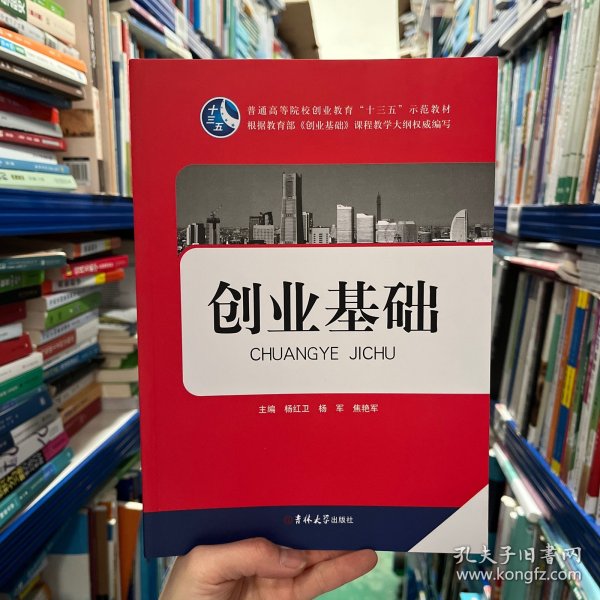 十三五
普通高等院校创业教育“十三五”示范教材
根据教育部《创业基础》课程教学大纲权威编写
创业基础
CHUANGYE JICHU
主编 杨红卫 杨 军 焦艳军
吉林大学出版社
孔夫子旧书网
www.kongfz.com